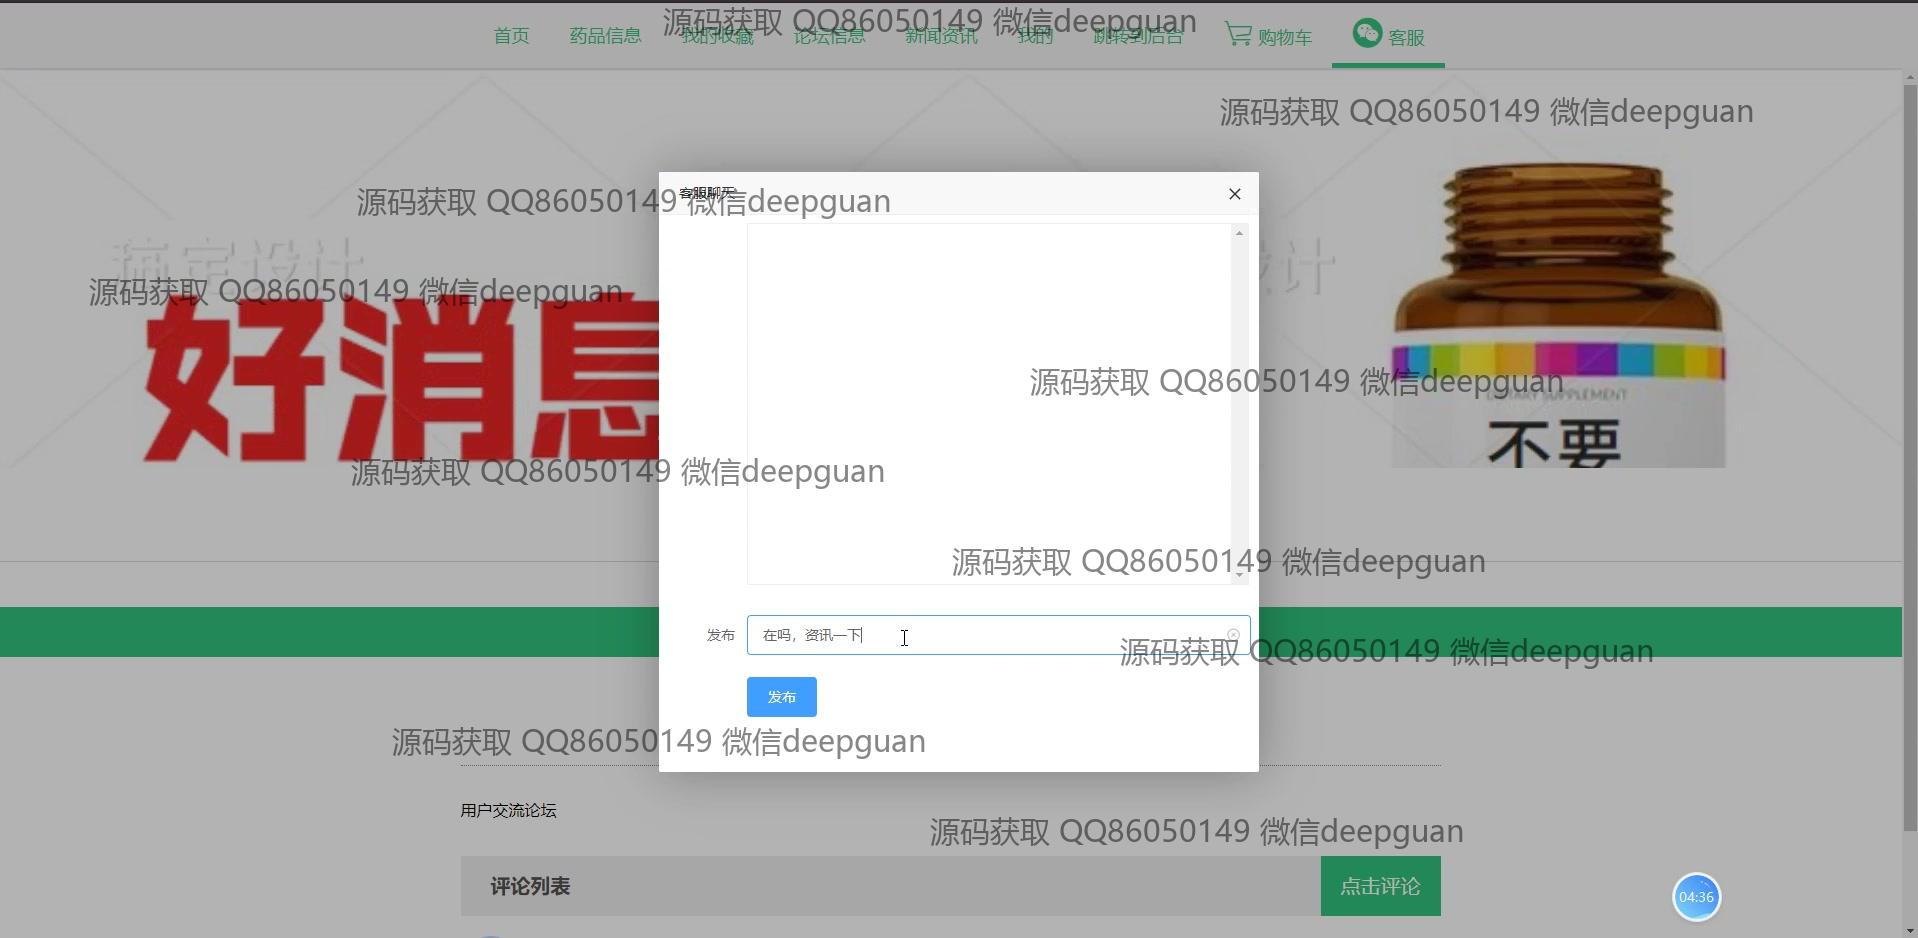 源码获取 QQ86050149 微信deepguan
首页 药品信息 我的收藏 论坛信息 新闻资讯 我的 跳转到后台 购物车 客服
源码获取 QQ86050149 微信deepguan
客服聊天
源码获取 QQ86050149 微信deepguan
搞定设计
设计
源码获取 QQ86050149 微信deepguan
好消息
源码获取 QQ86050149 微信deepguan
DIETARY SUPPLEMENT
不要
源码获取 QQ86050149 微信deepguan
源码获取 QQ86050149 微信deepguan
发布 在吗，资讯一下
源码获取 QQ86050149 微信deepguan
发布
源码获取 QQ86050149 微信deepguan
用户交流论坛
源码获取 QQ86050149 微信deepguan
评论列表 点击评论
04:36